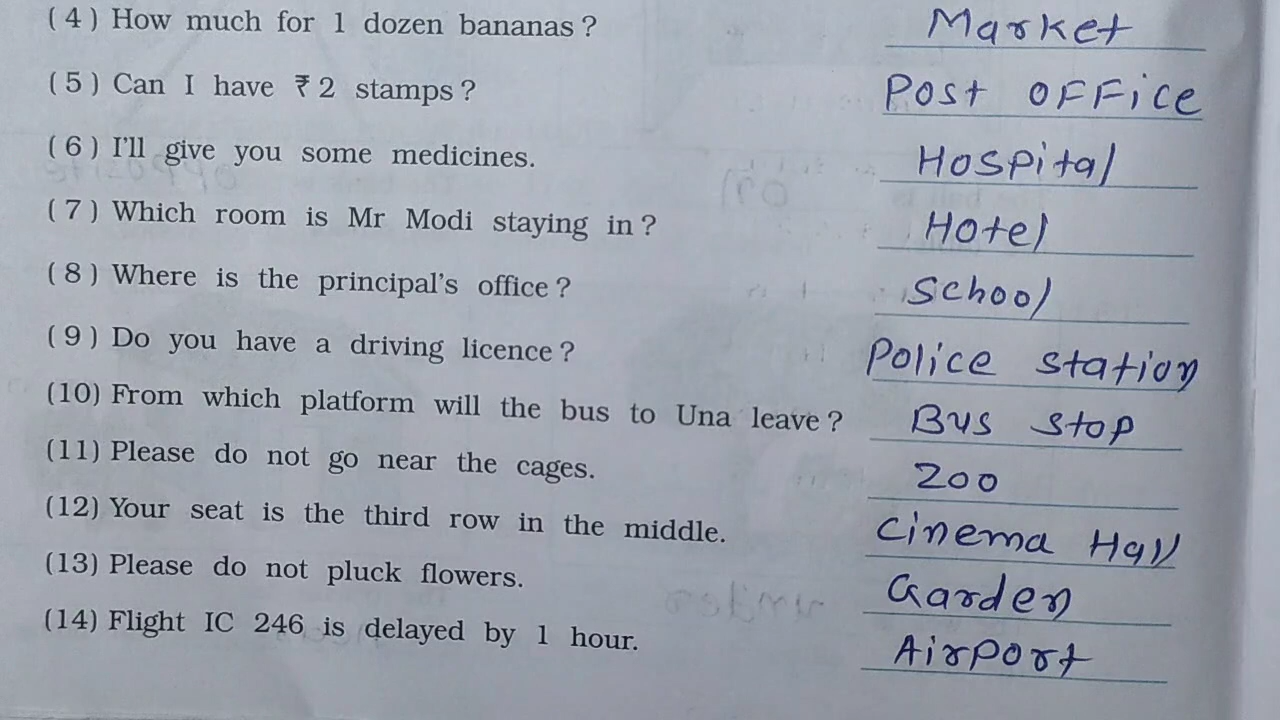 (4) How much for 1 dozen bananas? Market
(5) Can I have ₹2 stamps? Post OFFice
(6) I'll give you some medicines. Hospital
(7) Which room is Mr Modi staying in? Hotel
(8) Where is the principal's office? School
(9) Do you have a driving licence? Police station
(10) From which platform will the bus to Una leave? Bus stop
(11) Please do not go near the cages. Zoo
(12) Your seat is the third row in the middle. Cinema Hall
(13) Please do not pluck flowers. Garden
(14) Flight IC 246 is delayed by 1 hour. Airport